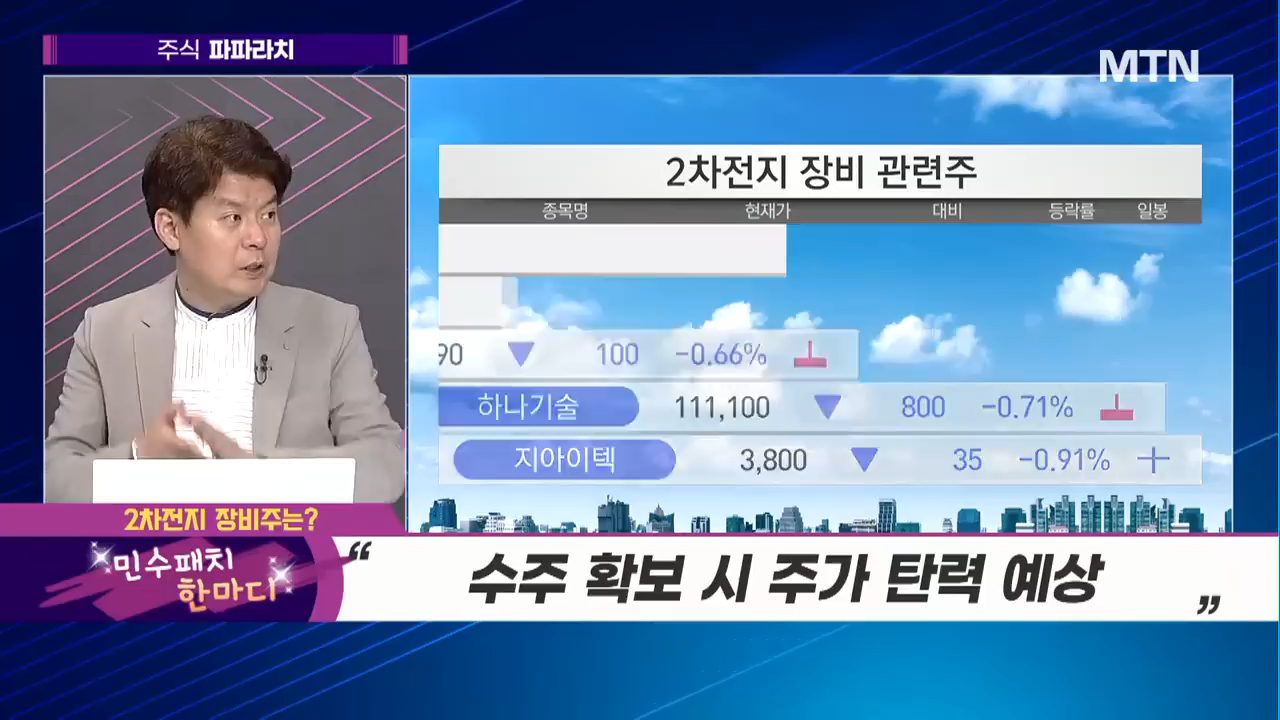 주식 파파라치
MTN
2차전지 장비 관련주
종목명 현재가 대비 등락률 일봉
90 ▼ 100 -0.66%
하나기술 111,100 ▼ 800 -0.71%
지아이텍 3,800 ▼ 35 -0.91%
2차전지 장비주는?
민수패치
한마디
“ 수주 확보 시 주가 탄력 예상 ”